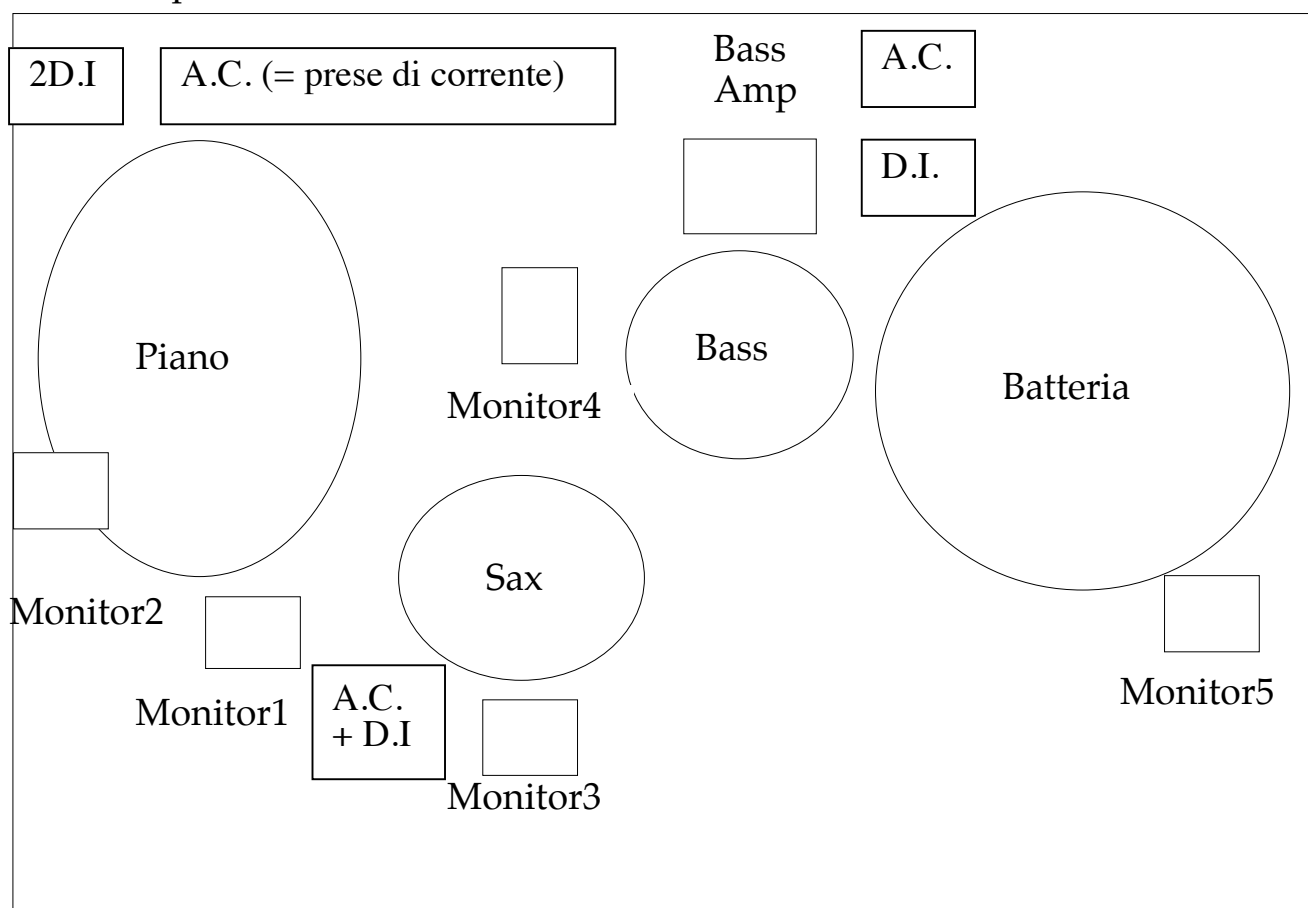 2D.I
A.C. (= prese di corrente)
Bass
Amp
A.C.
D.I.
Piano
Bass
Batteria
Monitor4
Sax
Monitor2
Monitor1
A.C.
+ D.I
Monitor3
Monitor5